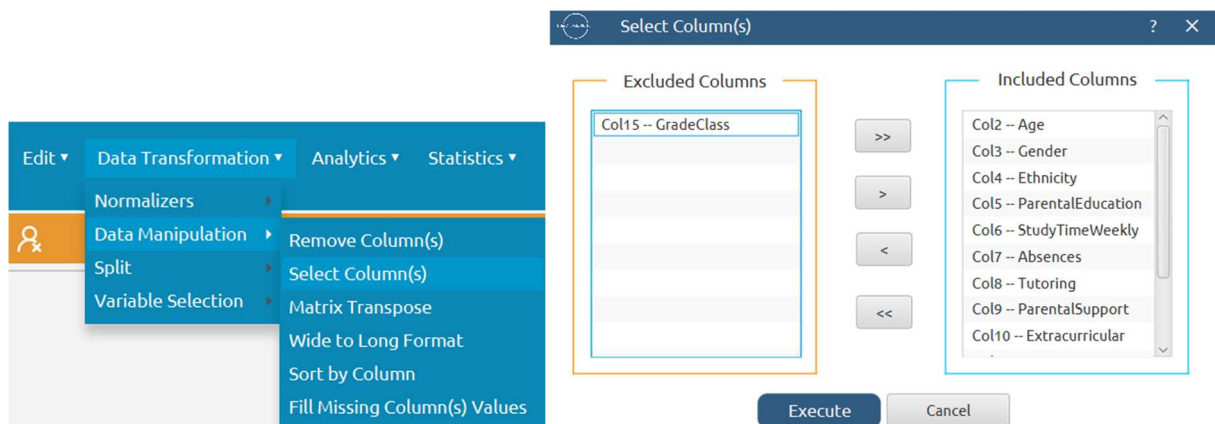 Edit ▾ Data Transformation ▾ Analytics ▾ Statistics ▾
Normalizers
Data Manipulation
Split
Variable Selection
Remove Column(s)
Select Column(s)
Matrix Transpose
Wide to Long Format
Sort by Column
Fill Missing Column(s) Values
Select Column(s) ? ×
Excluded Columns
Col15 -- GradeClass
>>
>
<
<<
Included Columns
Col2 -- Age
Col3 -- Gender
Col4 -- Ethnicity
Col5 -- ParentalEducation
Col6 -- StudyTimeWeekly
Col7 -- Absences
Col8 -- Tutoring
Col9 -- ParentalSupport
Col10 -- Extracurricular
Execute Cancel